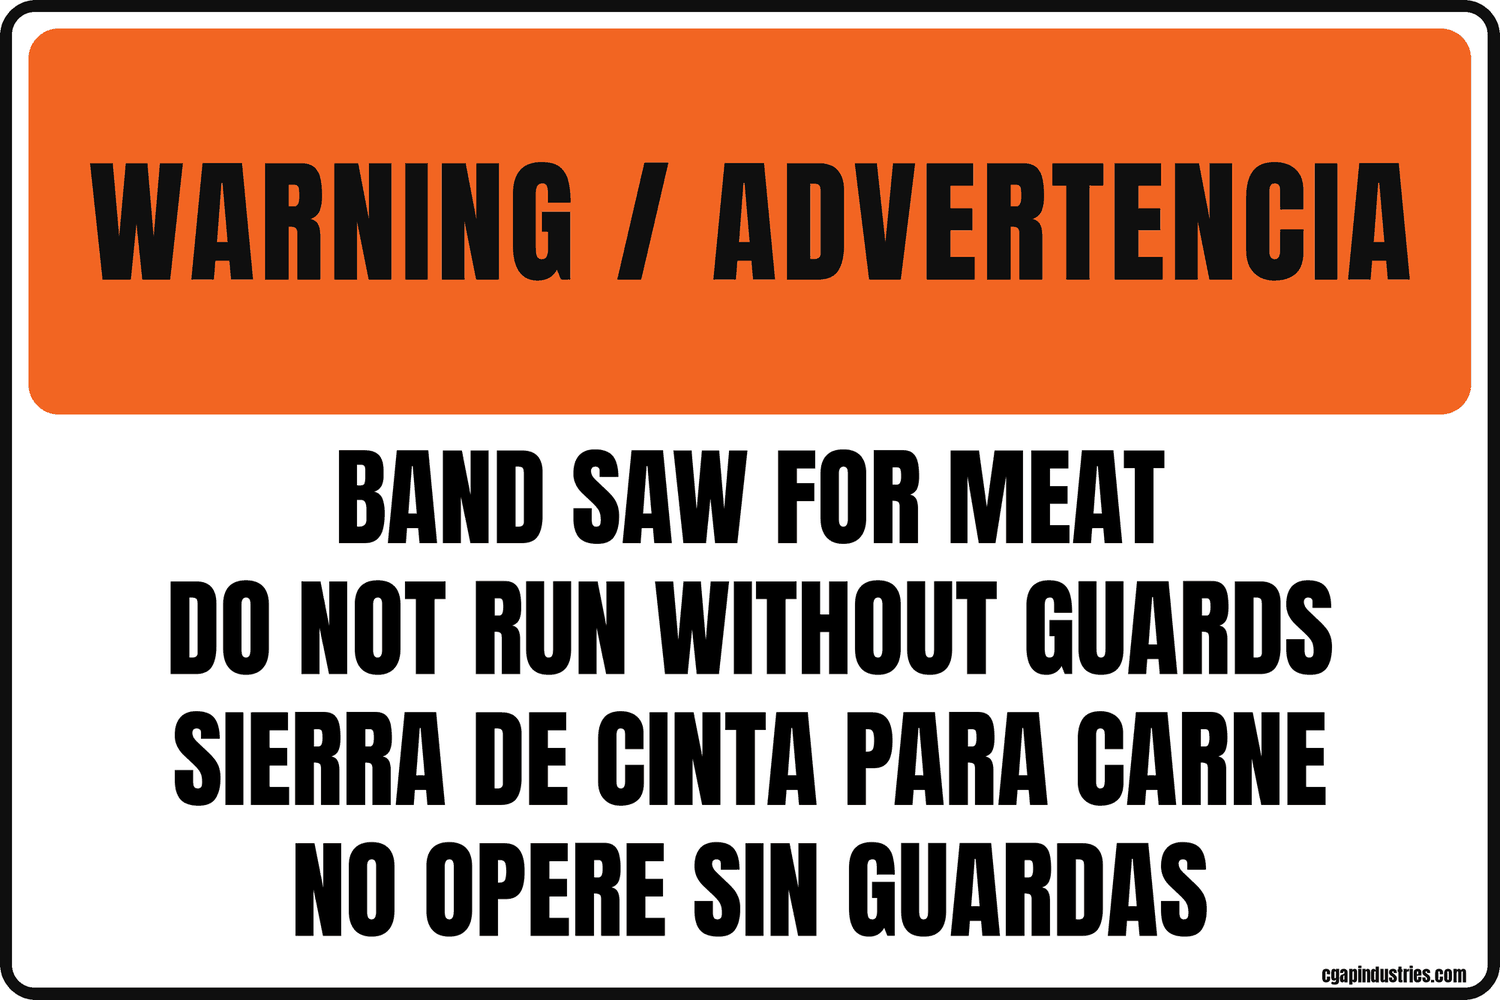 WARNING / ADVERTENCIA
BAND SAW FOR MEAT
DO NOT RUN WITHOUT GUARDS
SIERRA DE CINTA PARA CARNE
NO OPERE SIN GUARDAS
cgapindustries.com